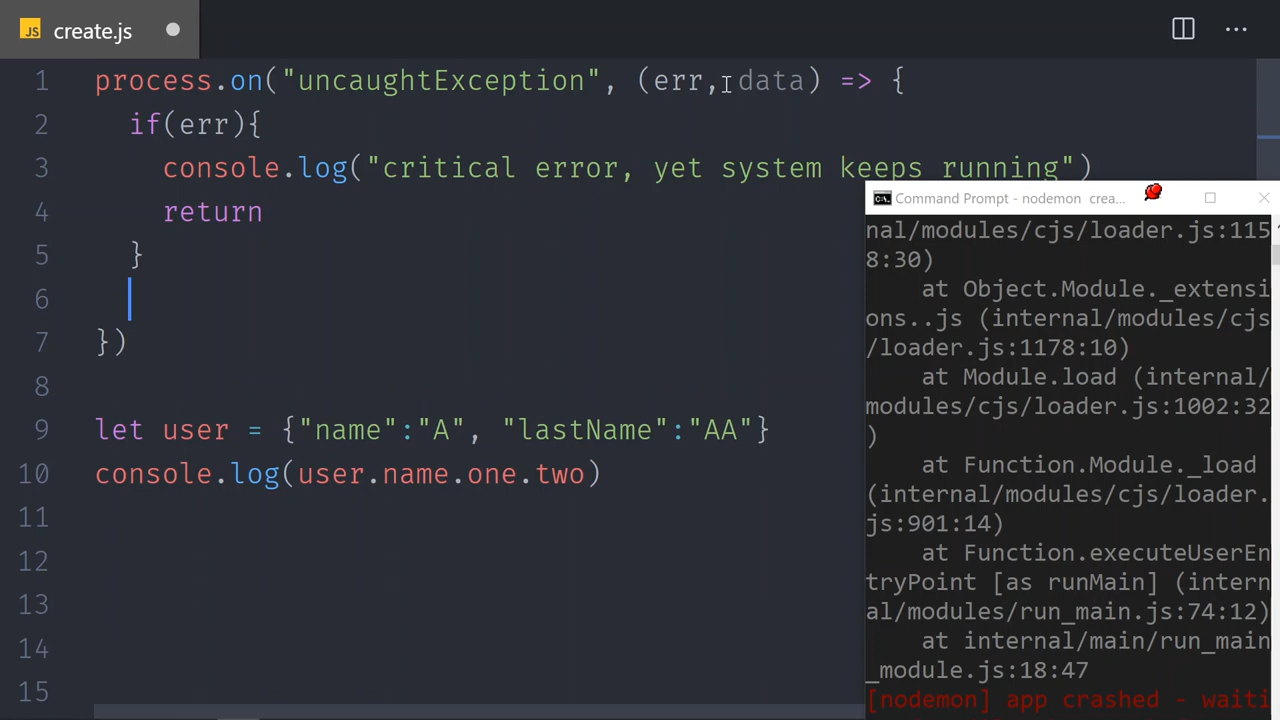 JS create.js
1 process.on("uncaughtException", (err, data) => {
2 if(err){
3 console.log("critical error, yet system keeps running")
4 return
5 }
6
7 })
8
9 let user = {"name":"A", "lastName":"AA"}
10 console.log(user.name.one.two)
11
12
13
14
15
Command Prompt - nodemon crea...
nal/modules/cjs/loader.js:115
8:30)
at Object.Module._extensi
ons..js (internal/modules/cjs
/loader.js:1178:10)
at Module.load (internal/
modules/cjs/loader.js:1002:32
)
at Function.Module._load
(internal/modules/cjs/loader.
js:901:14)
at Function.executeUserEn
tryPoint [as runMain] (intern
al/modules/run_main.js:74:12)
at internal/main/run_main
_module.js:18:47
[nodemon] app crashed - waiti